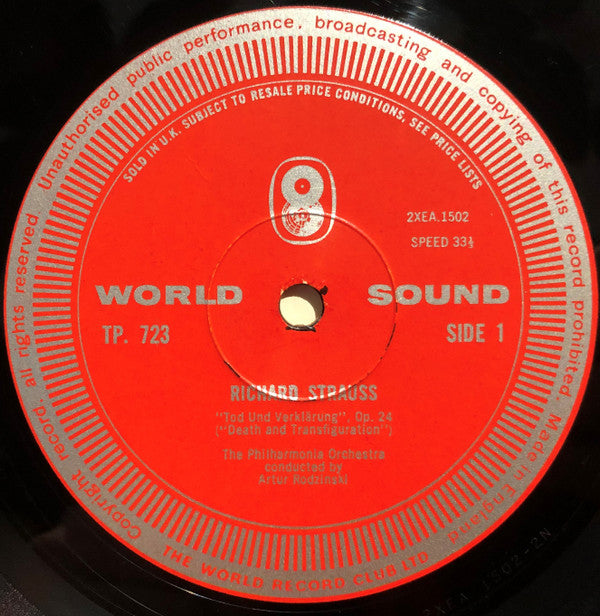 Copyright record all rights reserved Unauthorised public performance, broadcasting and copying of this record prohibited. Made in England
SOLD IN U.K. SUBJECT TO RESALE PRICE CONDITIONS, SEE PRICE LISTS
2XEA.1502
SPEED 33⅓
WORLD SOUND
TP. 723 SIDE 1
RICHARD STRAUSS
"Tod Und Verklärung", Op. 24
("Death and Transfiguration")
The Philharmonia Orchestra
conducted by
Artur Rodzinski
THE WORLD RECORD CLUB LTD
2XEA 1502-2N